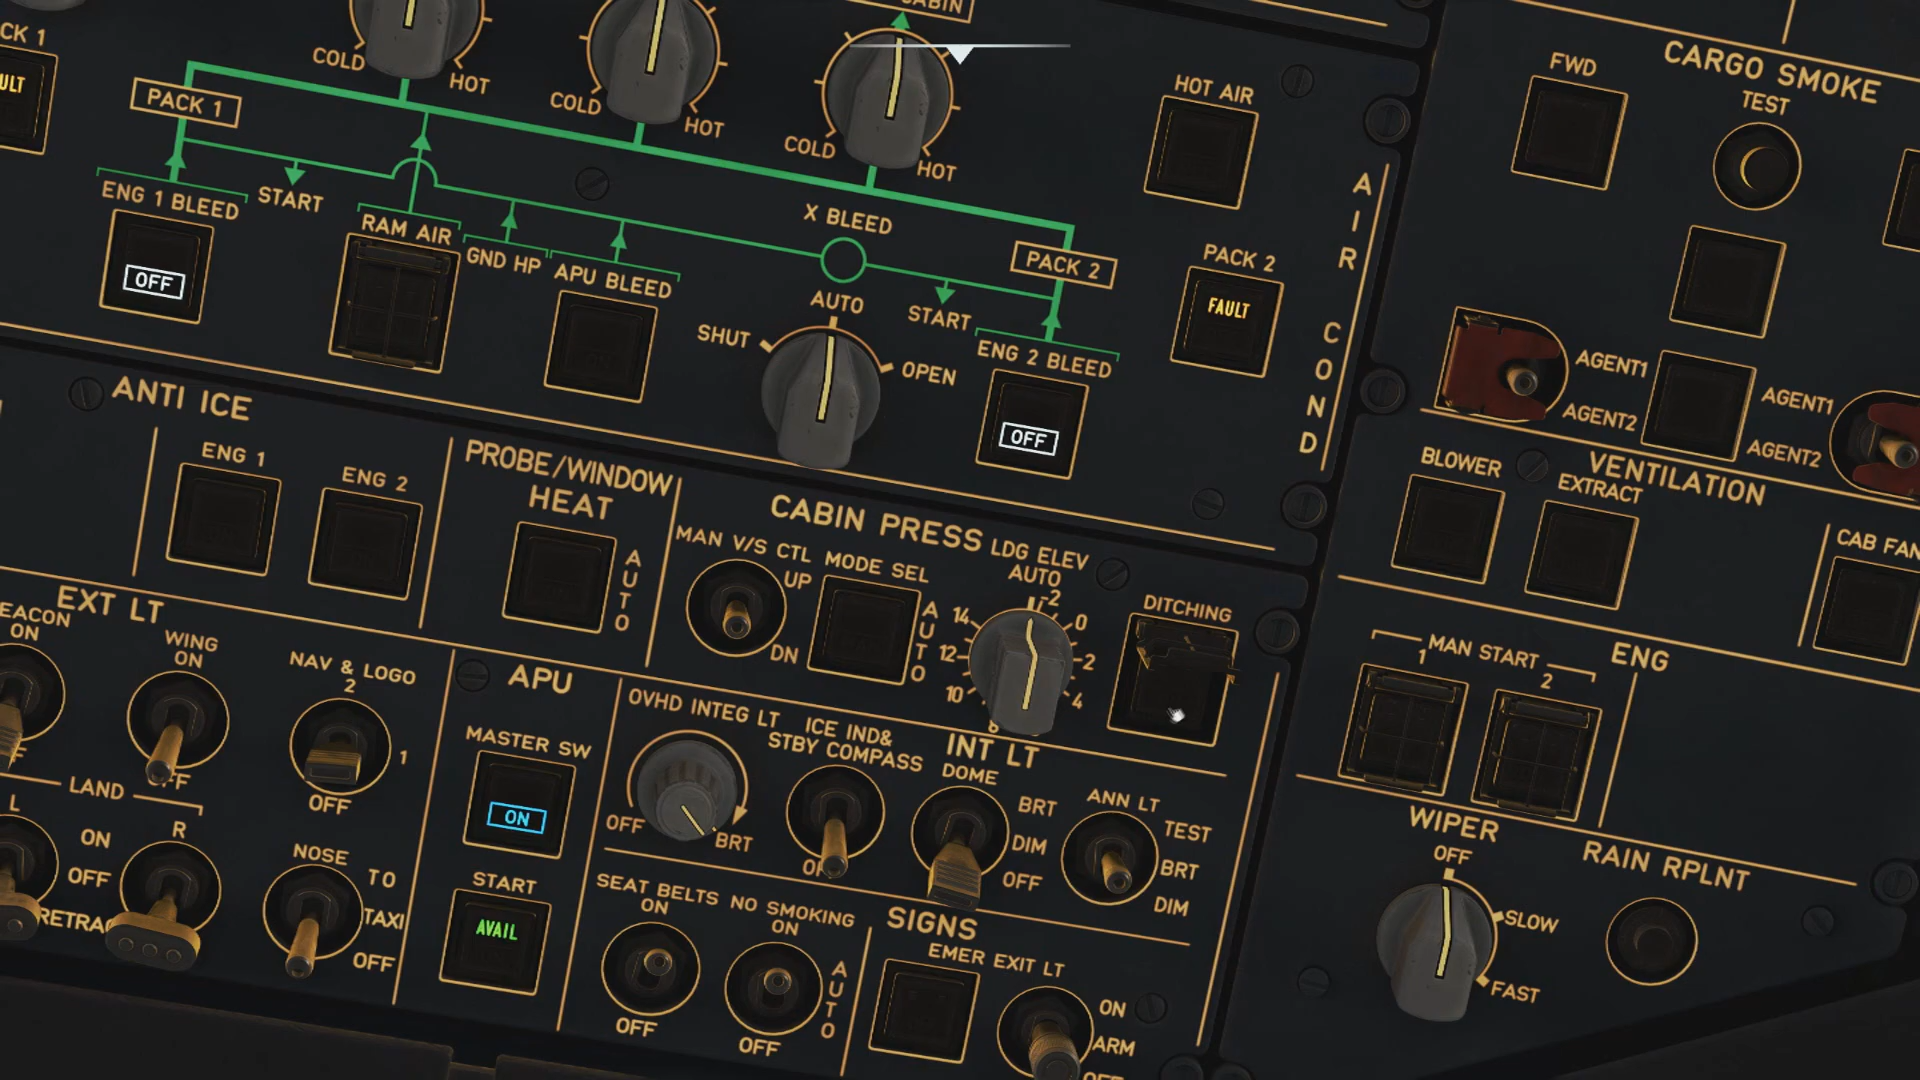 CABIN
COLD
HOT
COLD
HOT
COLD
HOT
PACK 1
HOT AIR
FWD
CARGO SMOKE
TEST
ENG 1 BLEED
OFF
START
RAM AIR
GND HP
APU BLEED
X BLEED
AUTO
SHUT
OPEN
START
PACK 2
ENG 2 BLEED
OFF
PACK 2
FAULT
AIR COND
AGENT1
AGENT2
AGENT1
AGENT2
ANTI ICE
ENG 1
ENG 2
PROBE/WINDOW
HEAT
AUTO
CABIN PRESS
MAN V/S CTL
UP
DN
MODE SEL
AUTO
LDG ELEV
AUTO
-2
0
2
4
10
12
14
DITCHING
VENTILATION
BLOWER
EXTRACT
CAB FAN
EXT LT
ON
WING
ON
OFF
NAV & LOGO
2
1
OFF
LAND
L
R
ON
OFF
NOSE
TO
TAXI
OFF
APU
MASTER SW
ON
START
AVAIL
OVHD INTEG LT
OFF
BRT
ICE IND&
STBY COMPASS
INT LT
DOME
BRT
DIM
OFF
ANN LT
TEST
BRT
DIM
SEAT BELTS
ON
OFF
NO SMOKING
ON
AUTO
OFF
SIGNS
EMER EXIT LT
ON
ARM
OFF
MAN START
1
2
ENG
WIPER
OFF
SLOW
FAST
RAIN RPLNT